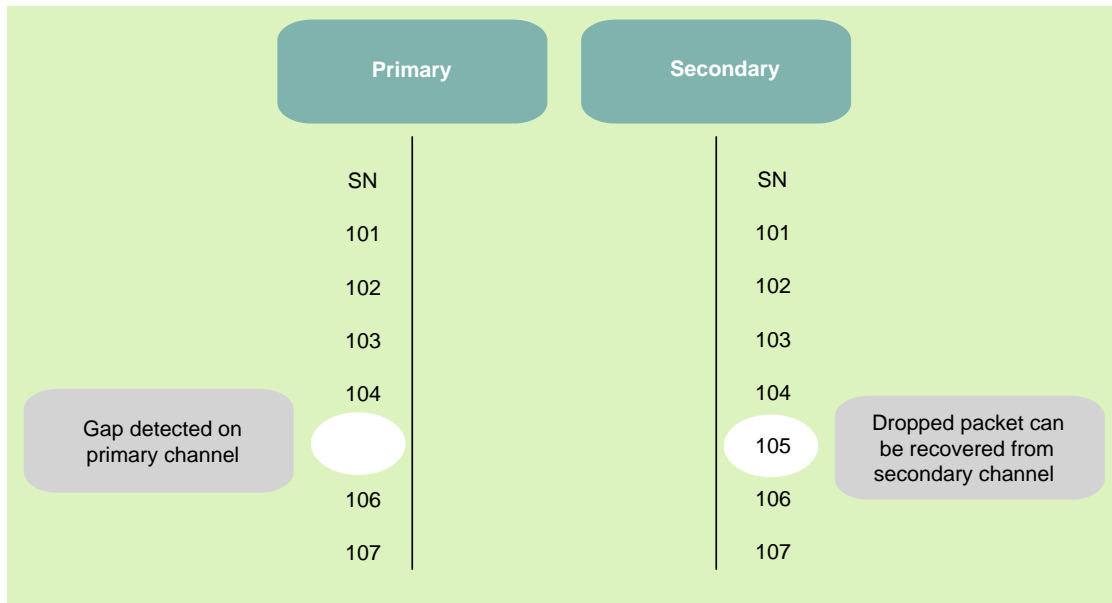 Primary
Secondary
SN
101
102
103
104
106
107
SN
101
102
103
104
105
106
107
Gap detected on
primary channel
Dropped packet can
be recovered from
secondary channel